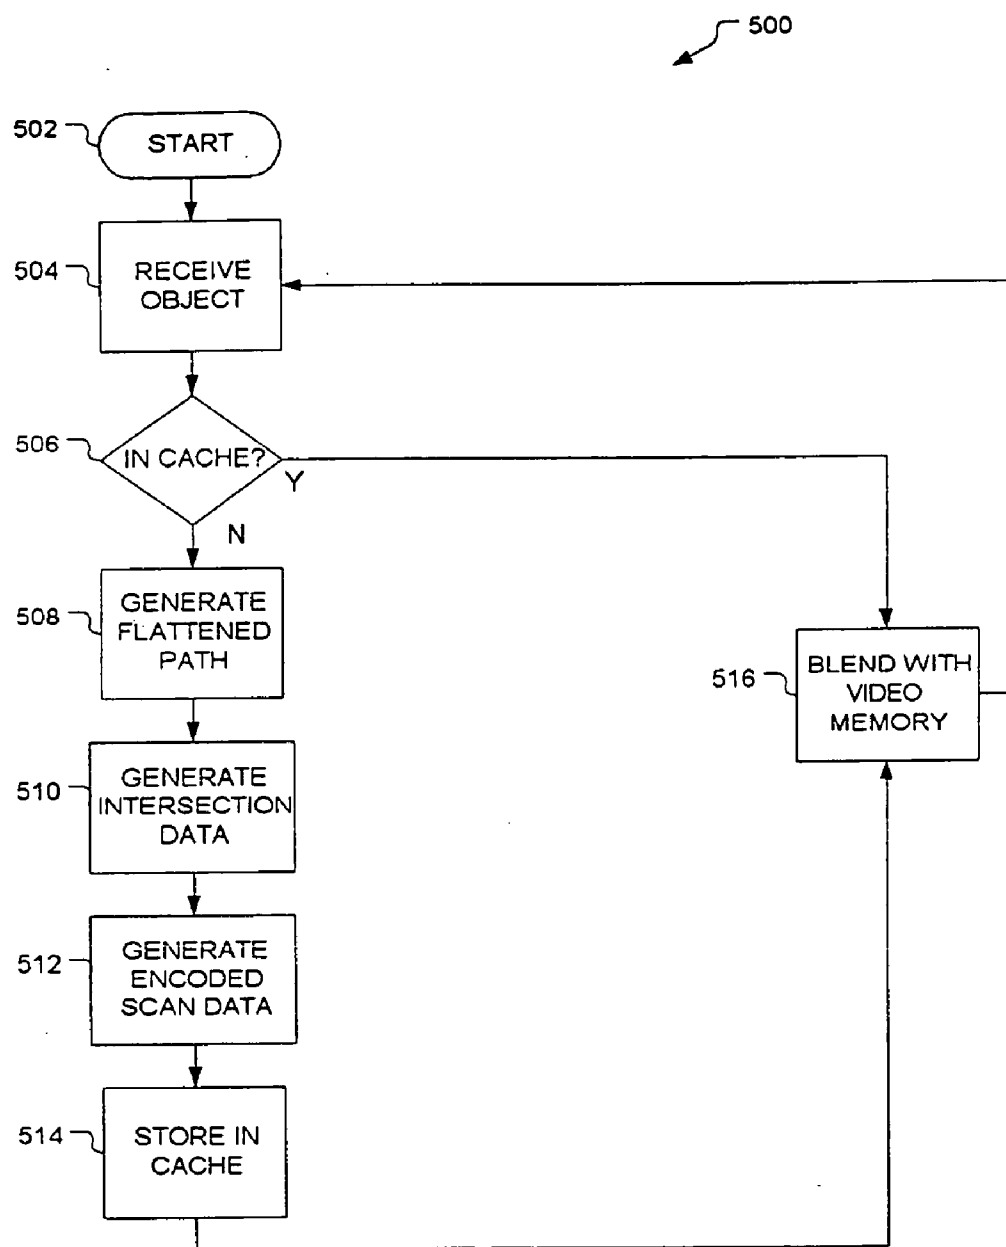 500
502
START
504
RECEIVE
OBJECT
506
IN CACHE?
Y
N
508
GENERATE
FLATTENED
PATH
516
BLEND WITH
VIDEO
MEMORY
510
GENERATE
INTERSECTION
DATA
512
GENERATE
ENCODED
SCAN DATA
514
STORE IN
CACHE